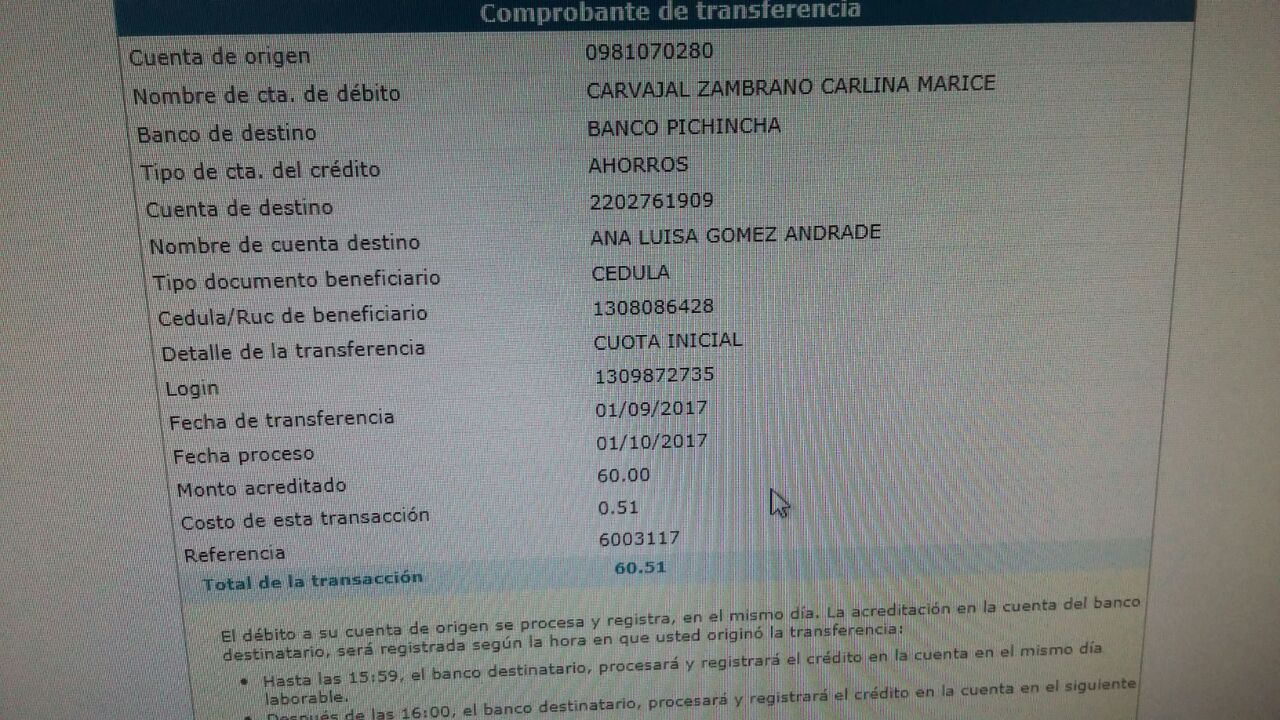 Comprobante de transferencia
Cuenta de origen 0981070280
Nombre de cta. de débito CARVAJAL ZAMBRANO CARLINA MARICE
Banco de destino BANCO PICHINCHA
Tipo de cta. del crédito AHORROS
Cuenta de destino 2202761909
Nombre de cuenta destino ANA LUISA GOMEZ ANDRADE
Tipo documento beneficiario CEDULA
Cedula/Ruc de beneficiario 1308086428
Detalle de la transferencia CUOTA INICIAL
Login 1309872735
Fecha de transferencia 01/09/2017
Fecha proceso 01/10/2017
Monto acreditado 60.00
Costo de esta transacción 0.51
Referencia 6003117
Total de la transacción 60.51
El débito a su cuenta de origen se procesa y registra, en el mismo día. La acreditación en la cuenta del banco
destinatario, será registrada según la hora en que usted originó la transferencia:
• Hasta las 15:59, el banco destinatario, procesará y registrará el crédito en la cuenta en el mismo día
laborable.
• Después de las 16:00, el banco destinatario, procesará y registrará el crédito en la cuenta en el siguiente